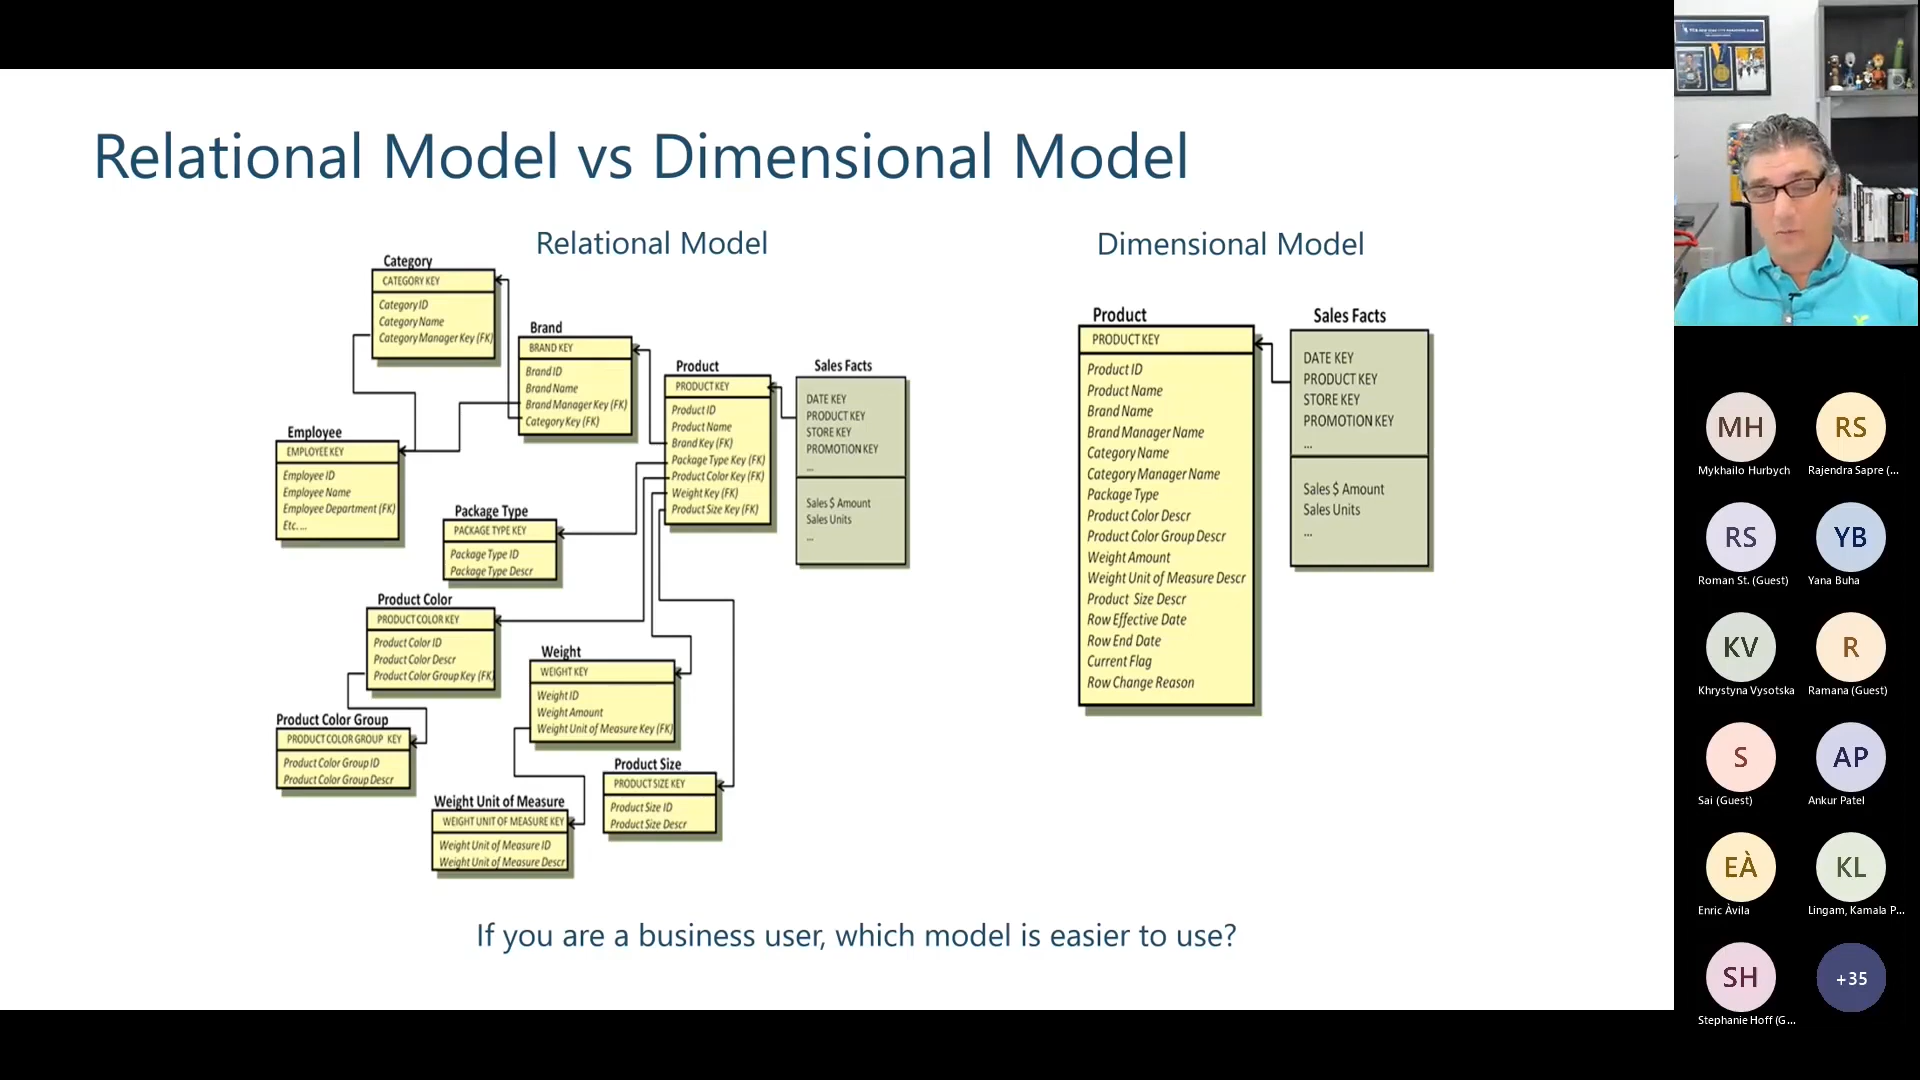 Relational Model vs Dimensional Model
Relational Model
Category
CATEGORY KEY
Category ID
Category Name
Category Manager Key (FK)
Brand
BRAND KEY
Brand ID
Brand Name
Brand Manager Key (FK)
Category Key (FK)
Product
PRODUCT KEY
Product ID
Product Name
Brand Key (FK)
Package Type Key (FK)
Product Color Key (FK)
Weight Key (FK)
Product Size Key (FK)
Sales Facts
DATE KEY
PRODUCT KEY
STORE KEY
PROMOTION KEY
...
Sales $ Amount
Sales Units
...
Employee
EMPLOYEE KEY
Employee ID
Employee Name
Employee Department (FK)
Etc....
Package Type
PACKAGE TYPE KEY
Package Type ID
Package Type Descr
Product Color
PRODUCT COLOR KEY
Product Color ID
Product Color Descr
Product Color Group Key (FK)
Weight
WEIGHT KEY
Weight ID
Weight Amount
Weight Unit of Measure Key (FK)
Product Color Group
PRODUCT COLOR GROUP KEY
Product Color Group ID
Product Color Group Descr
Product Size
PRODUCT SIZE KEY
Product Size ID
Product Size Descr
Weight Unit of Measure
WEIGHT UNIT OF MEASURE KEY
Weight Unit of Measure ID
Weight Unit of Measure Descr
Dimensional Model
Product
PRODUCT KEY
Product ID
Product Name
Brand Name
Brand Manager Name
Category Name
Category Manager Name
Package Type
Product Color Descr
Product Color Group Descr
Weight Amount
Weight Unit of Measure Descr
Product Size Descr
Row Effective Date
Row End Date
Current Flag
Row Change Reason
Sales Facts
DATE KEY
PRODUCT KEY
STORE KEY
PROMOTION KEY
...
Sales $ Amount
Sales Units
...
If you are a business user, which model is easier to use?
MH
Mykhailo Hurbych
RS
Rajendra Sapre (...
RS
Roman St. (Guest)
YB
Yana Buha
KV
Khrystyna Vysotska
R
Ramana (Guest)
S
Sai (Guest)
AP
Ankur Patel
EÀ
Enric Àvila
KL
Lingam, Kamala P...
SH
Stephanie Hoff (G...
+35